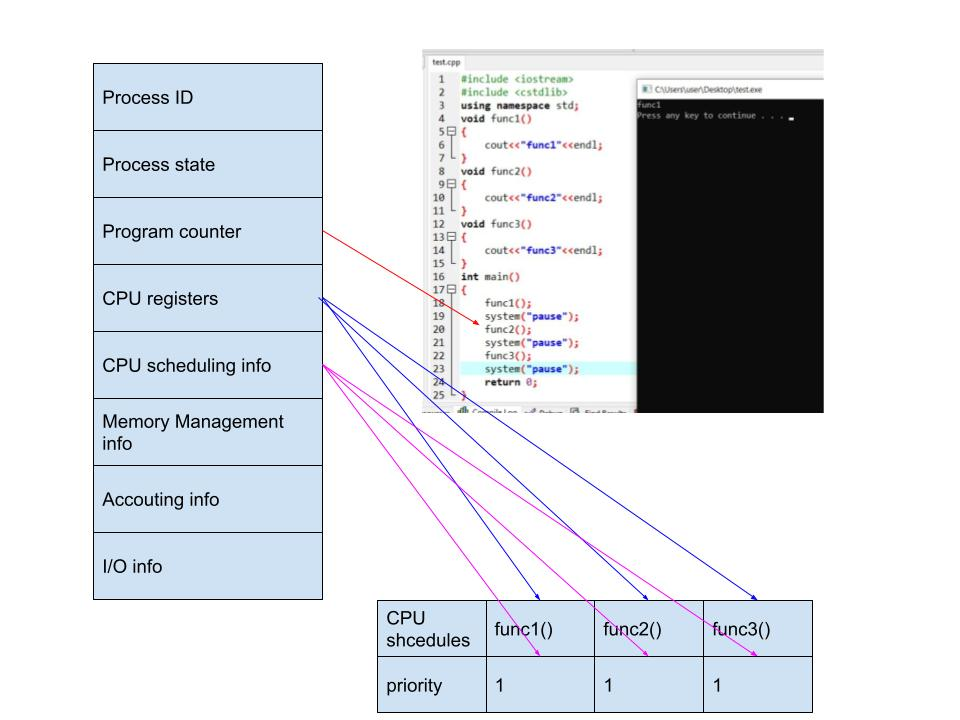 Process ID
Process state
Program counter
CPU registers
CPU scheduling info
Memory Management
info
Accouting info
I/O info
test.cpp
1 #include <iostream>
2 #include <cstdlib>
3 using namespace std;
4 void func1()
5 {
6 cout<<"func1"<<endl;
7 }
8 void func2()
9 {
10 cout<<"func2"<<endl;
11 }
12 void func3()
13 {
14 cout<<"func3"<<endl;
15 }
16 int main()
17 {
18 func1();
19 system("pause");
20 func2();
21 system("pause");
22 func3();
23 system("pause");
24 return 0;
25 }
Compile Log Debug Find Results
C:\Users\user\Desktop\test.exe
func1
Press any key to continue . . .
CPU
shcedules
func1()
func2()
func3()
priority
1
1
1